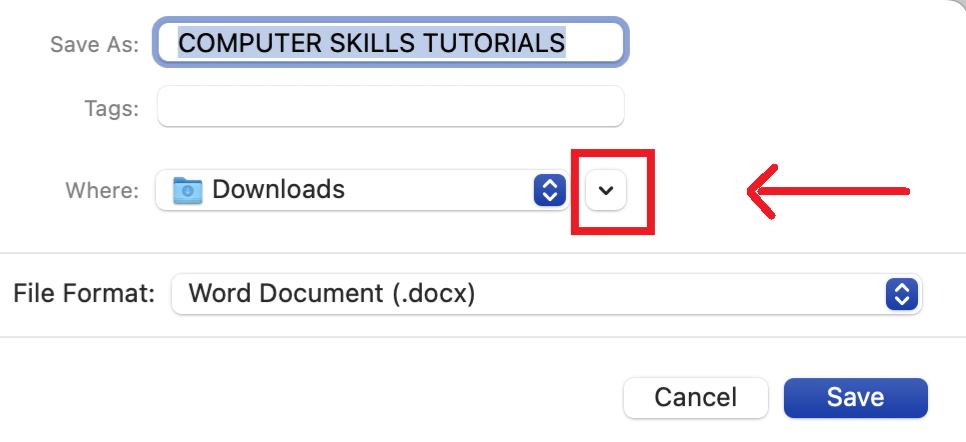 Save As: COMPUTER SKILLS TUTORIALS
Tags:
Where: Downloads
File Format: Word Document (.docx)
Cancel Save